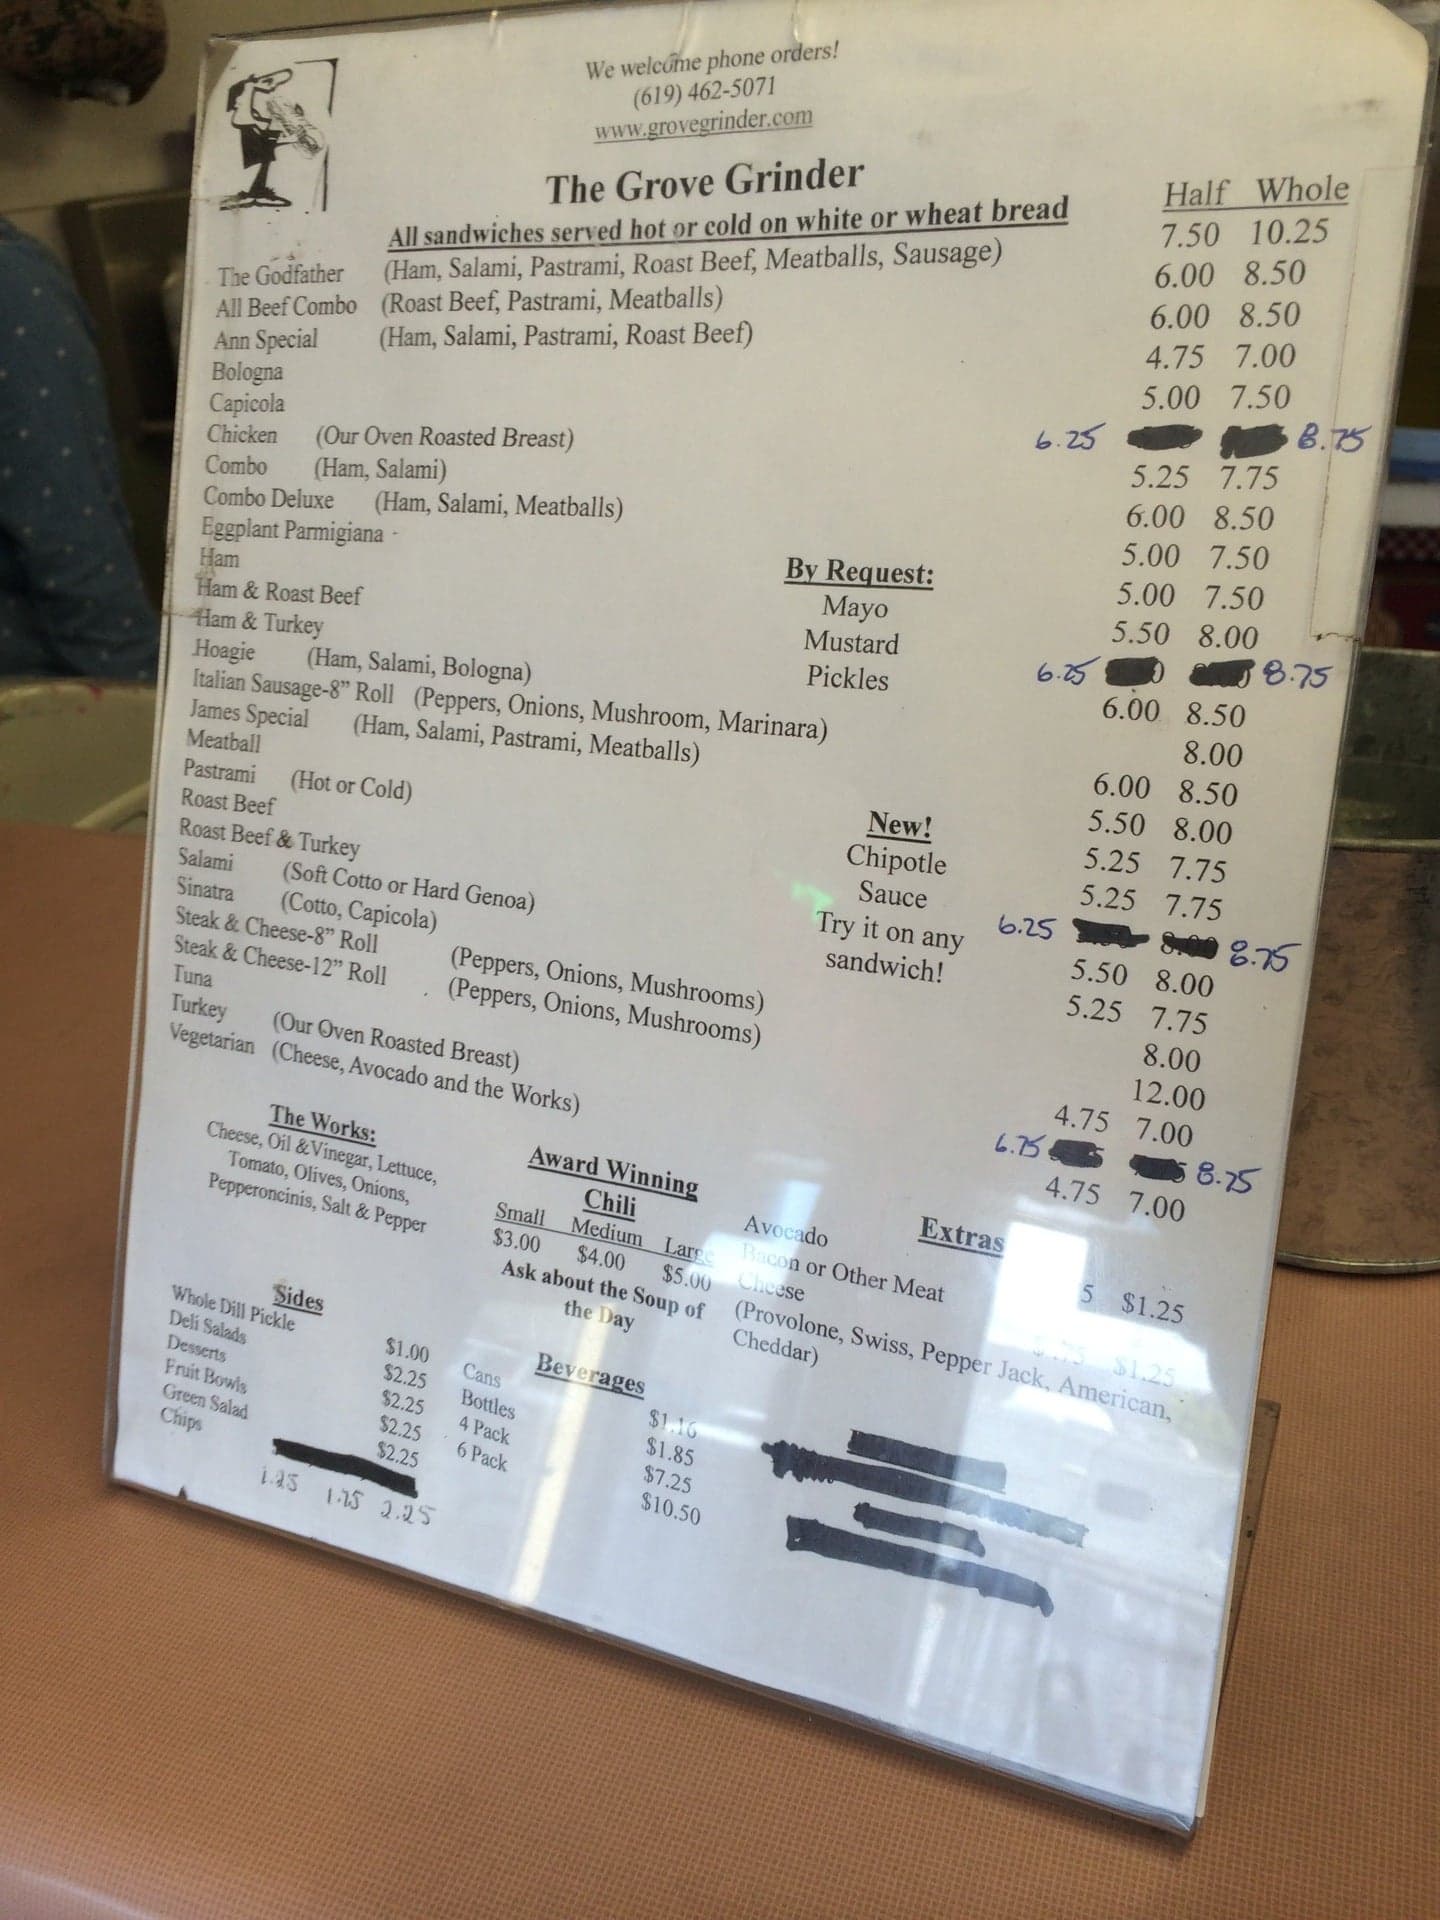 We welcome phone orders!
(619) 462-5071
www.grovegrinder.com
The Grove Grinder
All sandwiches served hot or cold on white or wheat bread
Half Whole
The Godfather (Ham, Salami, Pastrami, Roast Beef, Meatballs, Sausage) 7.50 10.25
All Beef Combo (Roast Beef, Pastrami, Meatballs) 6.00 8.50
Ann Special (Ham, Salami, Pastrami, Roast Beef) 6.00 8.50
Bologna 4.75 7.00
Capicola 5.00 7.50
Chicken (Our Oven Roasted Breast) 6.25 8.75
Combo (Ham, Salami) 5.25 7.75
Combo Deluxe (Ham, Salami, Meatballs) 6.00 8.50
Eggplant Parmigiana 5.00 7.50
Ham 5.00 7.50
Ham & Roast Beef 5.50 8.00
Ham & Turkey 6.25 8.75
Hoagie (Ham, Salami, Bologna) 6.00 8.50
Italian Sausage-8" Roll (Peppers, Onions, Mushroom, Marinara) 8.00
James Special (Ham, Salami, Pastrami, Meatballs) 6.00 8.50
Meatball 5.50 8.00
Pastrami (Hot or Cold) 5.25 7.75
Roast Beef 5.25 7.75
Roast Beef & Turkey 6.25 8.75
Salami (Soft Cotto or Hard Genoa) 5.50 8.00
Sinatra (Cotto, Capicola) 5.25 7.75
Steak & Cheese-8" Roll (Peppers, Onions, Mushrooms) 8.00
Steak & Cheese-12" Roll (Peppers, Onions, Mushrooms) 12.00
Tuna 4.75 7.00
Turkey (Our Oven Roasted Breast) 8.75
Vegetarian (Cheese, Avocado and the Works) 4.75 7.00
By Request:
Mayo
Mustard
Pickles
New!
Chipotle
Sauce
Try it on any
sandwich!
The Works:
Cheese, Oil &Vinegar, Lettuce,
Tomato, Olives, Onions,
Pepperoncinis, Salt & Pepper
Award Winning
Chili
Small Medium Large
$3.00 $4.00 $5.00
Ask about the Soup of
the Day
Extras
Avocado $1.25
Bacon or Other Meat
Cheese $1.25
(Provolone, Swiss, Pepper Jack, American,
Cheddar)
Sides
Whole Dill Pickle $1.00
Deli Salads $2.25
Desserts $2.25
Fruit Bowls $2.25
Green Salad $2.25
Chips
1.25 1.75 2.25
Beverages
Cans $1.16
Bottles $1.85
4 Pack $7.25
6 Pack $10.50